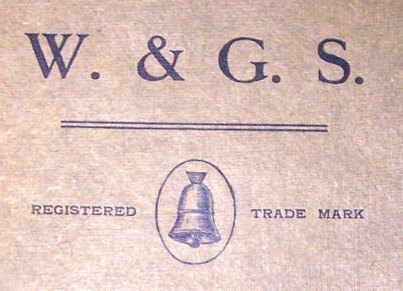 W. & G. S.
REGISTERED TRADE MARK